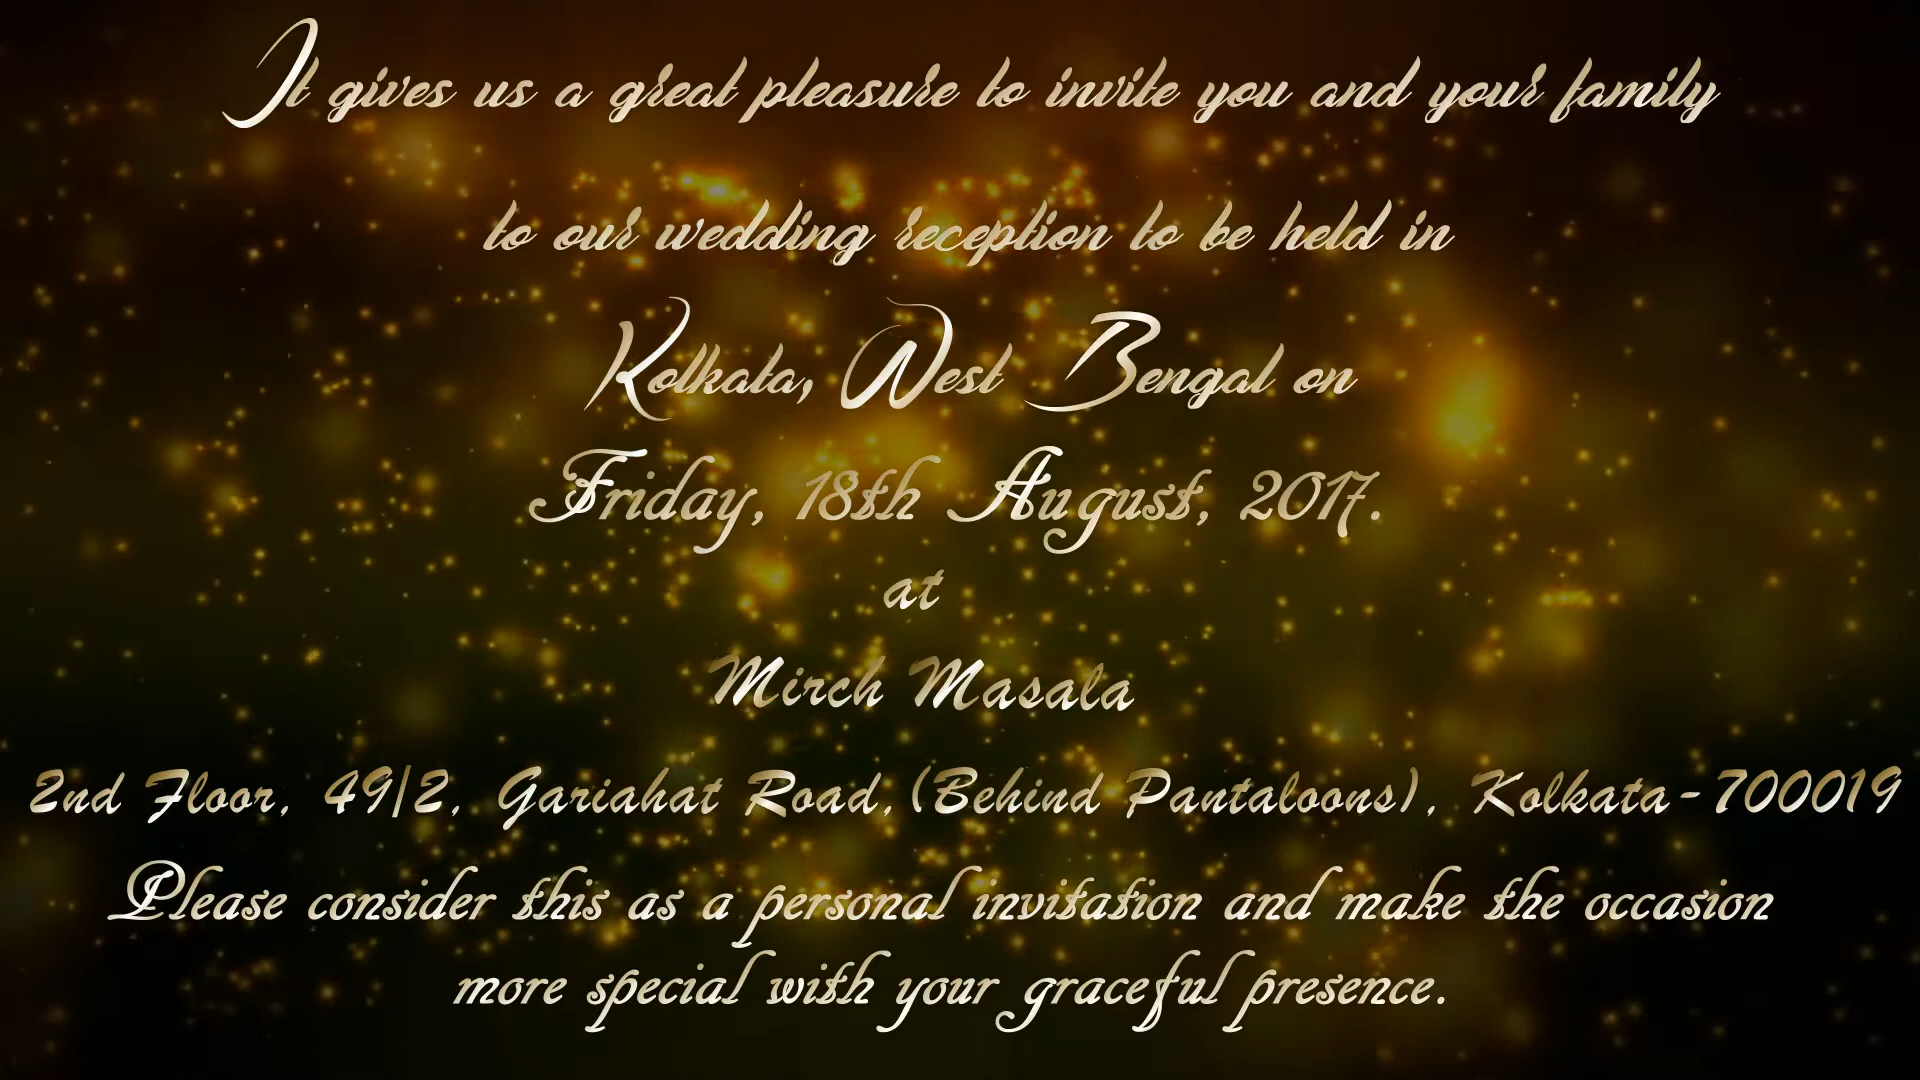 It gives us a great pleasure to invite you and your family
to our wedding reception to be held in
Kolkata, West Bengal on
Friday, 18th August, 2017.
at
Mirch Masala
2nd Floor, 49/2, Gariahat Road,(Behind Pantaloons), Kolkata-700019
Please consider this as a personal invitation and make the occasion
more special with your graceful presence.